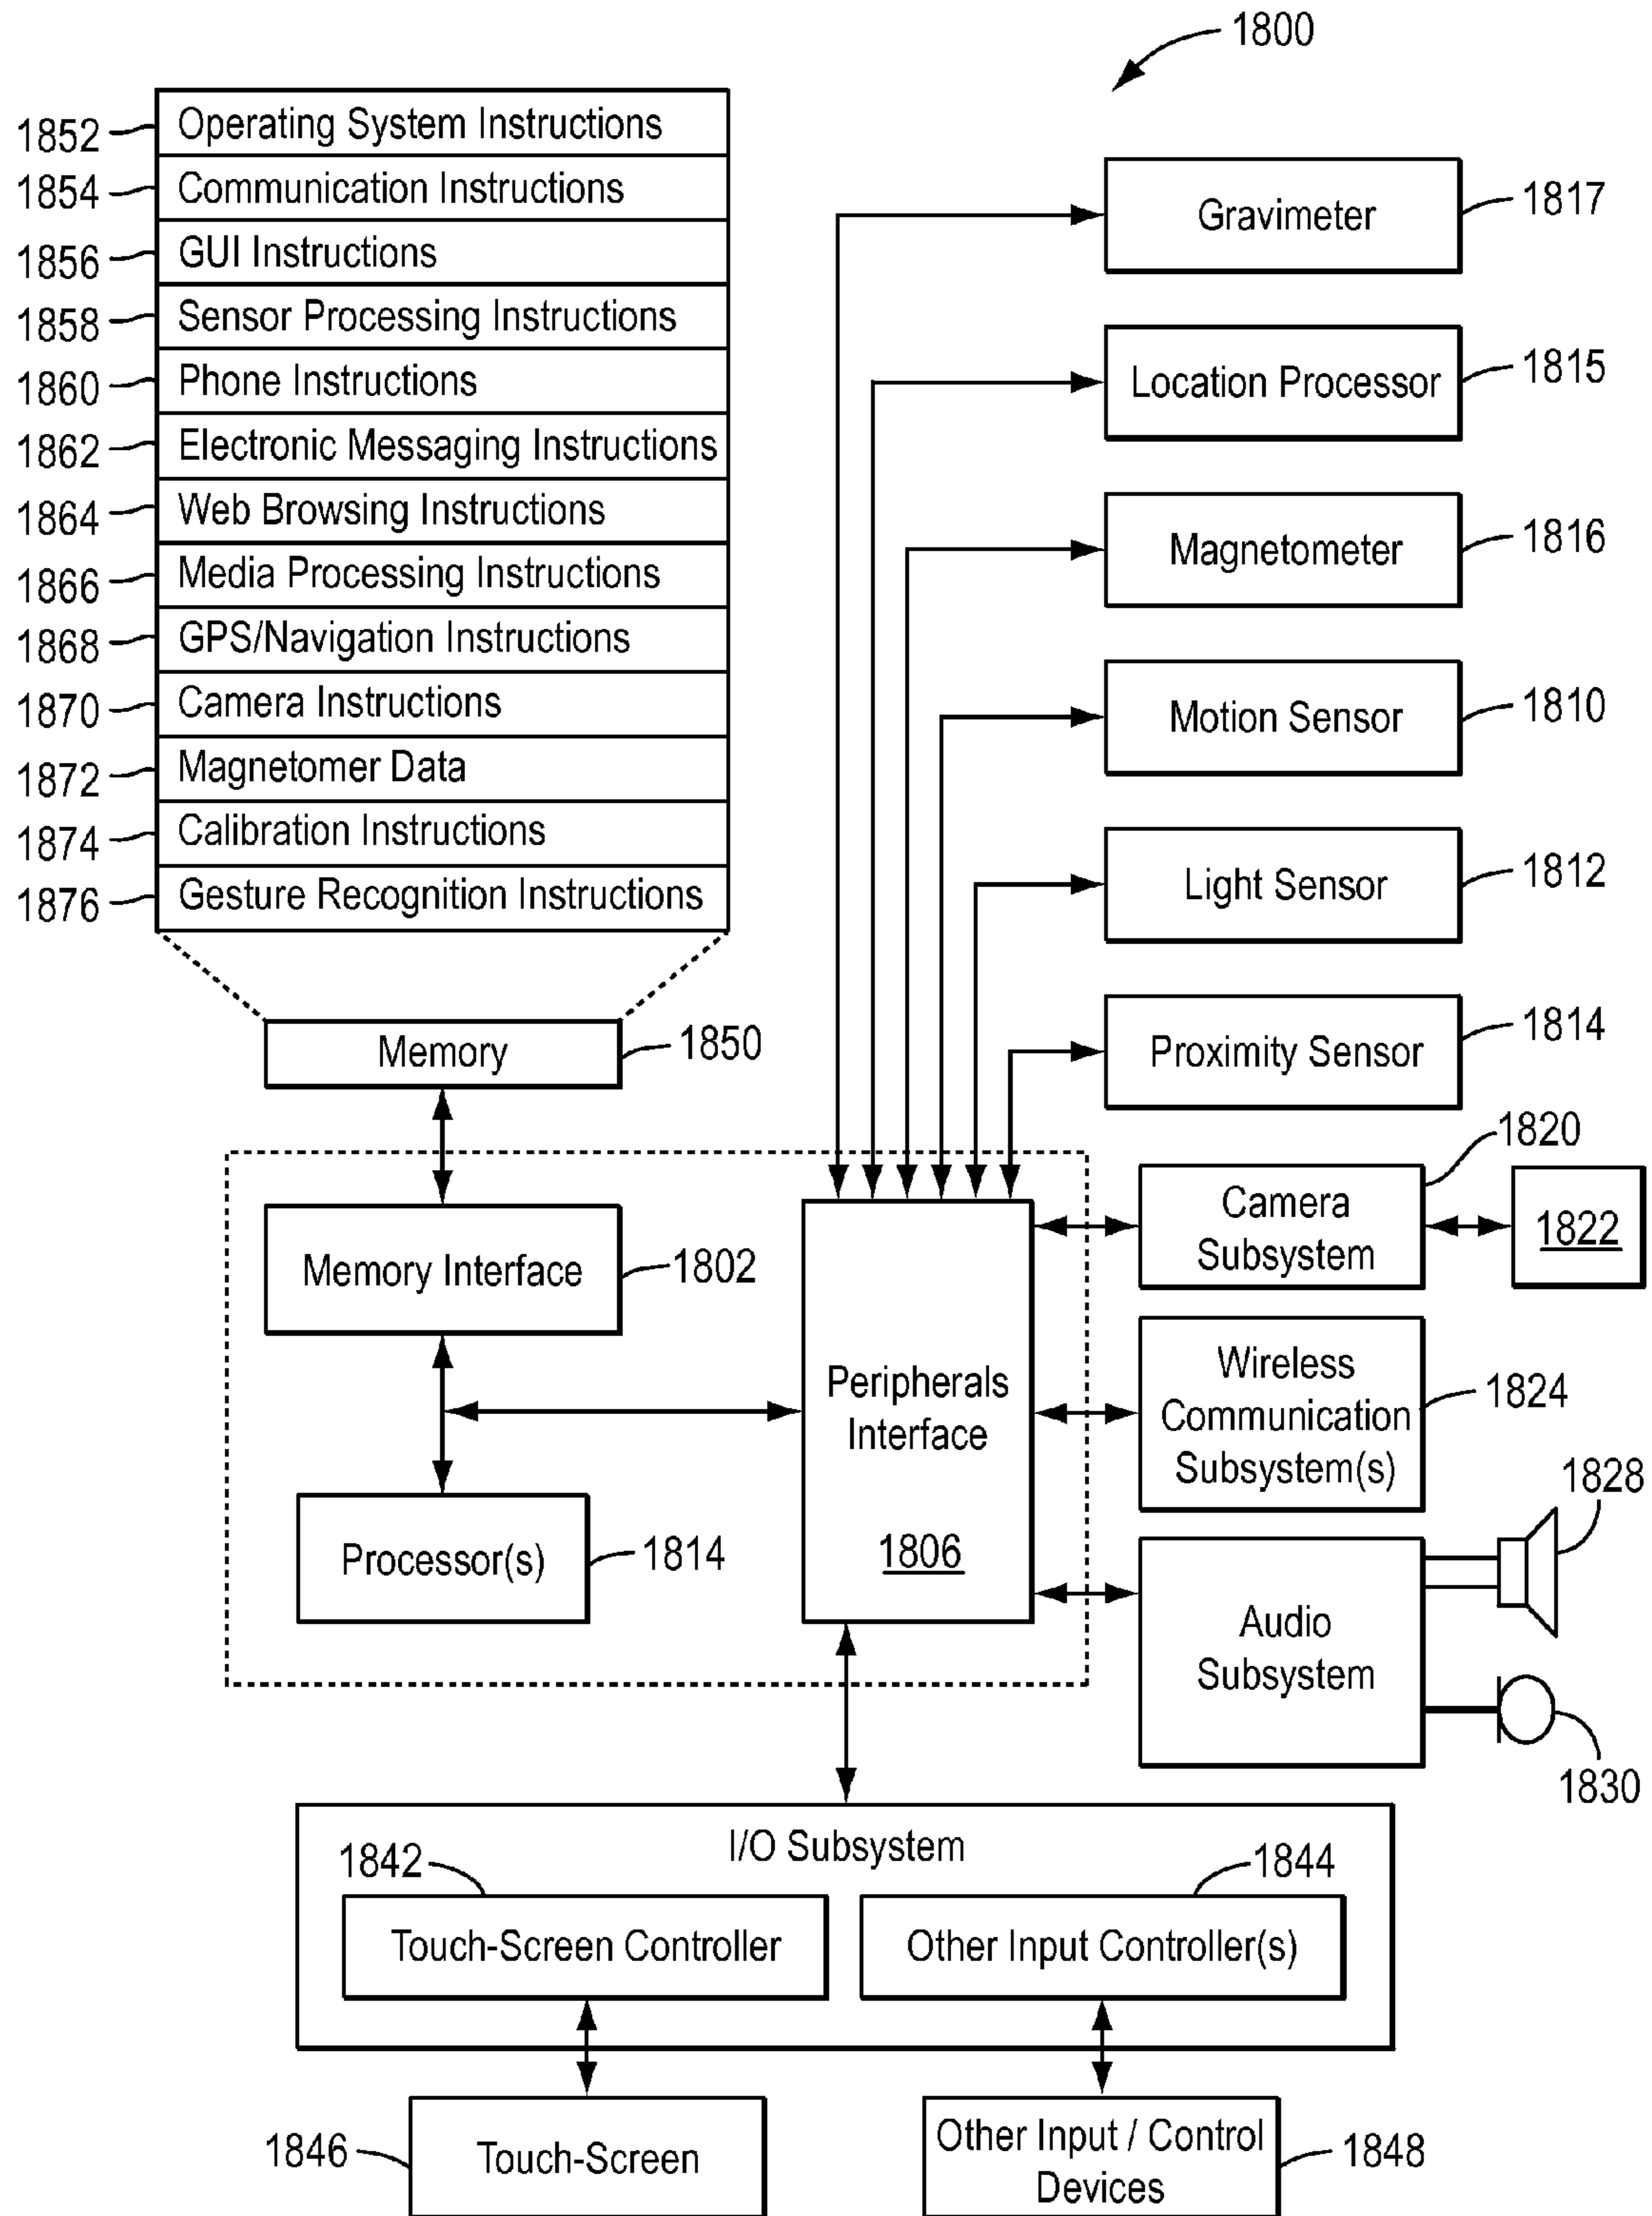 1800
1852 Operating System Instructions
1854 Communication Instructions
1856 GUI Instructions
1858 Sensor Processing Instructions
1860 Phone Instructions
1862 Electronic Messaging Instructions
1864 Web Browsing Instructions
1866 Media Processing Instructions
1868 GPS/Navigation Instructions
1870 Camera Instructions
1872 Magnetomer Data
1874 Calibration Instructions
1876 Gesture Recognition Instructions
Memory 1850
Memory Interface 1802
Processor(s) 1814
Gravimeter 1817
Location Processor 1815
Magnetometer 1816
Motion Sensor 1810
Light Sensor 1812
Proximity Sensor 1814
Peripherals
Interface
1806
1820
Camera
Subsystem
1822
Wireless
Communication
Subsystem(s)
1824
1828
Audio
Subsystem
1830
I/O Subsystem
1842
Touch-Screen Controller
1844
Other Input Controller(s)
1846 Touch-Screen
Other Input / Control
Devices
1848